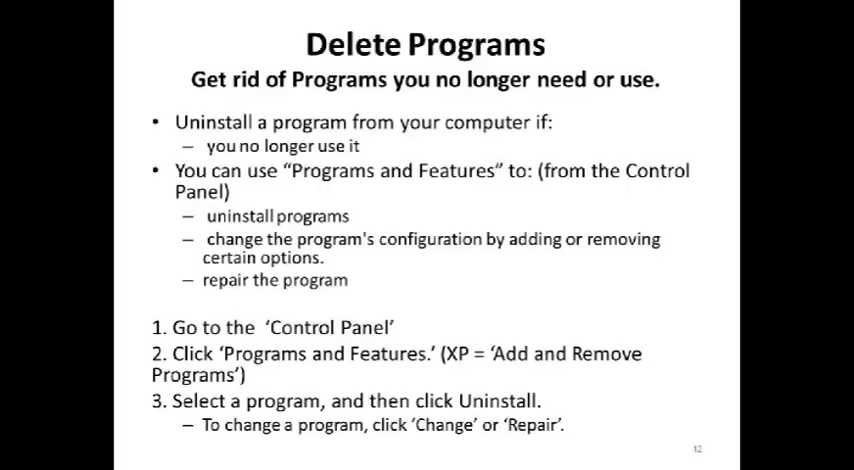 Delete Programs
Get rid of Programs you no longer need or use.
• Uninstall a program from your computer if:
– you no longer use it
• You can use “Programs and Features” to: (from the Control
Panel)
– uninstall programs
– change the program's configuration by adding or removing
certain options.
– repair the program
1. Go to the ‘Control Panel’
2. Click ‘Programs and Features.’ (XP = ‘Add and Remove
Programs’)
3. Select a program, and then click Uninstall.
– To change a program, click ‘Change’ or ‘Repair’.
12